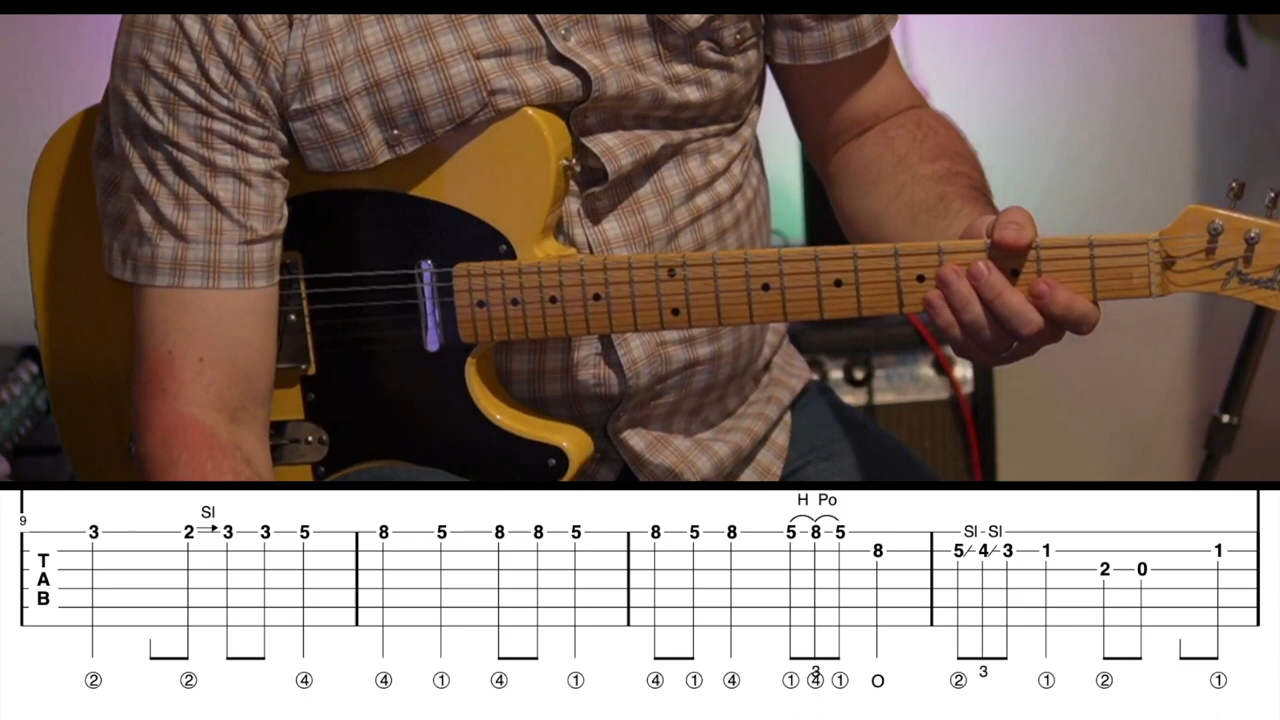 H Po
Sl
9
3 2 3 3 5 8 5 8 8 5 8 5 8 5 8 5
Sl Sl
T
A
B
8 5 4 3 1 1
2 0
3 3
② ② ④ ④ ① ④ ① ④ ① ④ ① ④ ① O ② ① ② ①